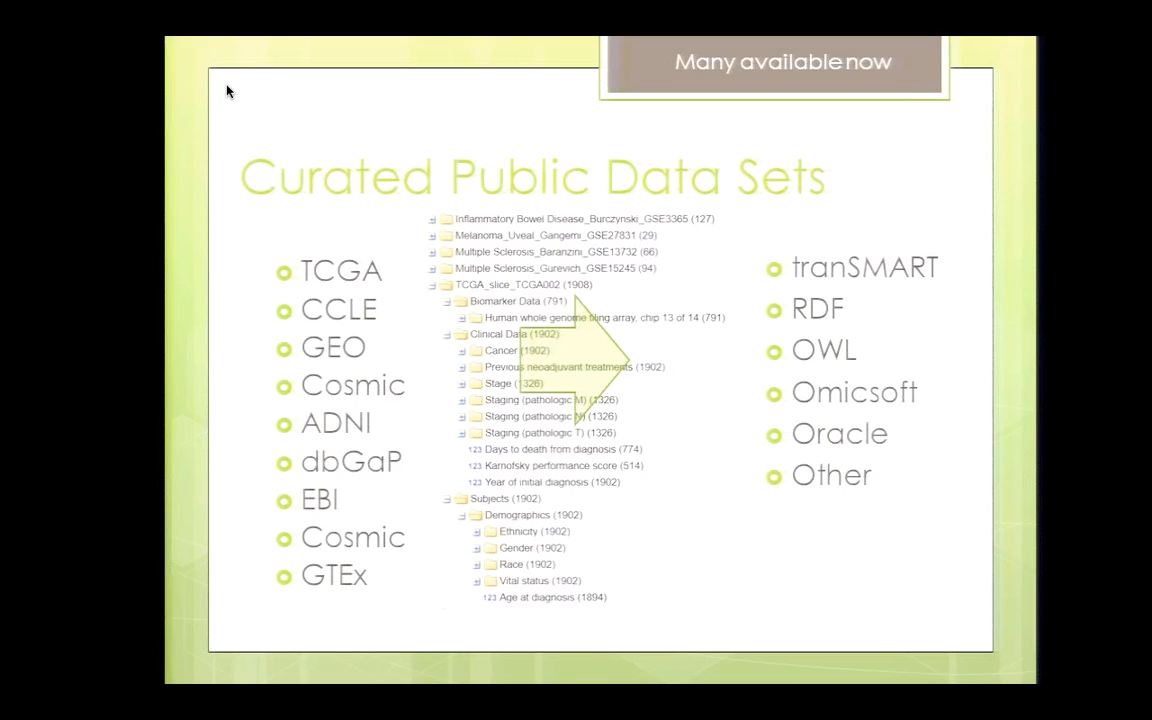 Many available now
Curated Public Data Sets
TCGA
CCLE
GEO
Cosmic
ADNI
dbGaP
EBI
Cosmic
GTEx
Inflammatory Bowel Disease_Burczynski_GSE3365 (127)
Melanoma_Uveal_Gangemi_GSE27831 (29)
Multiple Sclerosis_Baranzini_GSE13732 (66)
Multiple Sclerosis_Gurevich_GSE15245 (94)
TCGA_slice_TCGA002 (1908)
Biomarker Data (791)
Human whole genome tiling array, chip 13 of 14 (791)
Clinical Data (1902)
Cancer (1902)
Previous neoadjuvant treatments (1902)
Stage (1326)
Staging (pathologic M) (1326)
Staging (pathologic N) (1326)
Staging (pathologic T) (1326)
123 Days to death from diagnosis (774)
123 Karnofsky performance score (514)
123 Year of initial diagnosis (1902)
Subjects (1902)
Demographics (1902)
Ethnicity (1902)
Gender (1902)
Race (1902)
Vital status (1902)
123 Age at diagnosis (1894)
tranSMART
RDF
OWL
Omicsoft
Oracle
Other